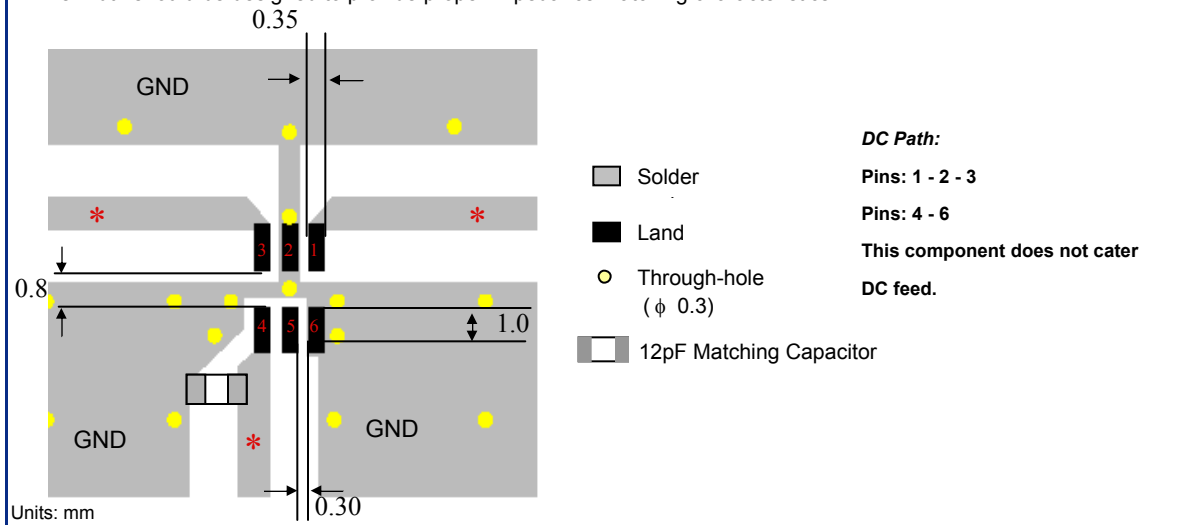 0.35
GND
*
*
3 2 1
0.8
4 5 6
1.0
GND
*
GND
0.30
Units: mm
Solder
Land
Through-hole
( ϕ 0.3)
12pF Matching Capacitor
DC Path:
Pins: 1 - 2 - 3
Pins: 4 - 6
This component does not cater
DC feed.